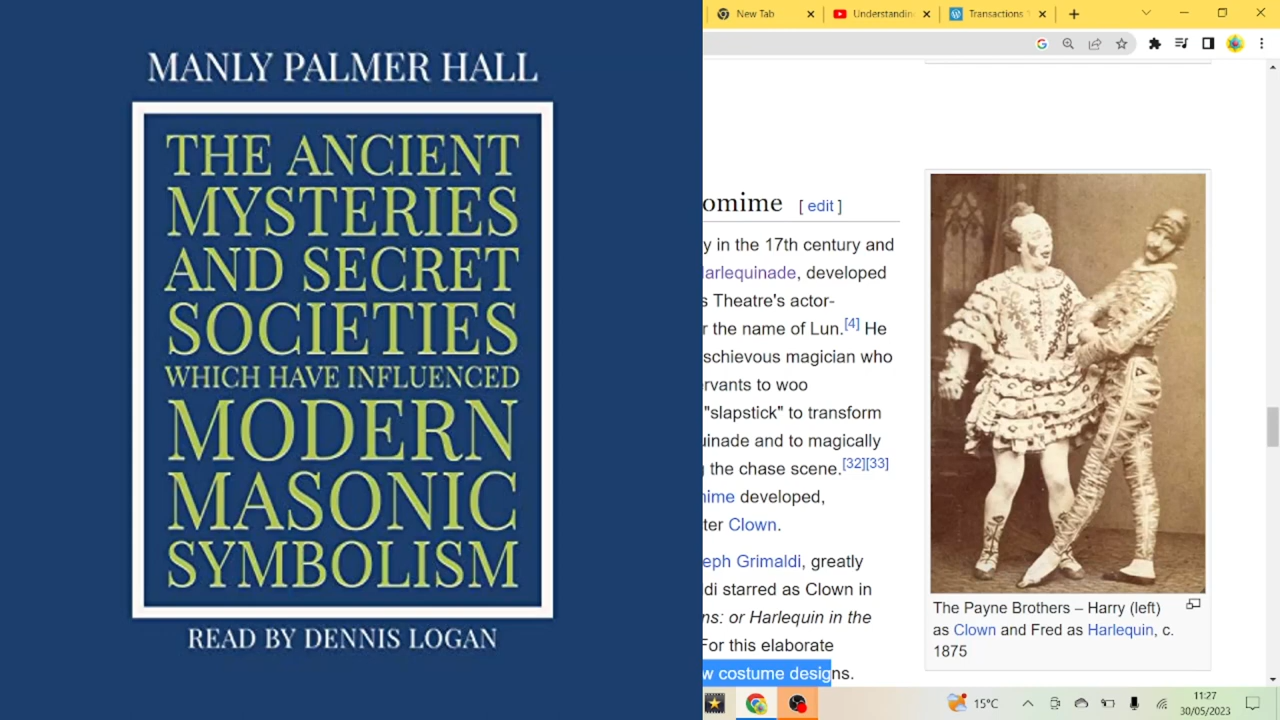 MANLY PALMER HALL
THE ANCIENT
MYSTERIES
AND SECRET
SOCIETIES
WHICH HAVE INFLUENCED
MODERN
MASONIC
SYMBOLISM
READ BY DENNIS LOGAN
New Tab
Understandin
Transactions
omime [ edit ]
y in the 17th century and
arlequinade, developed
s Theatre's actor-
r the name of Lun.[4] He
schievous magician who
ervants to woo
"slapstick" to transform
uinade and to magically
the chase scene.[32][33]
ime developed,
ter Clown.
eph Grimaldi, greatly
di starred as Clown in
ns: or Harlequin in the
For this elaborate
w costume designs.
The Payne Brothers – Harry (left)
as Clown and Fred as Harlequin, c.
1875
15°C
11:27
30/05/2023